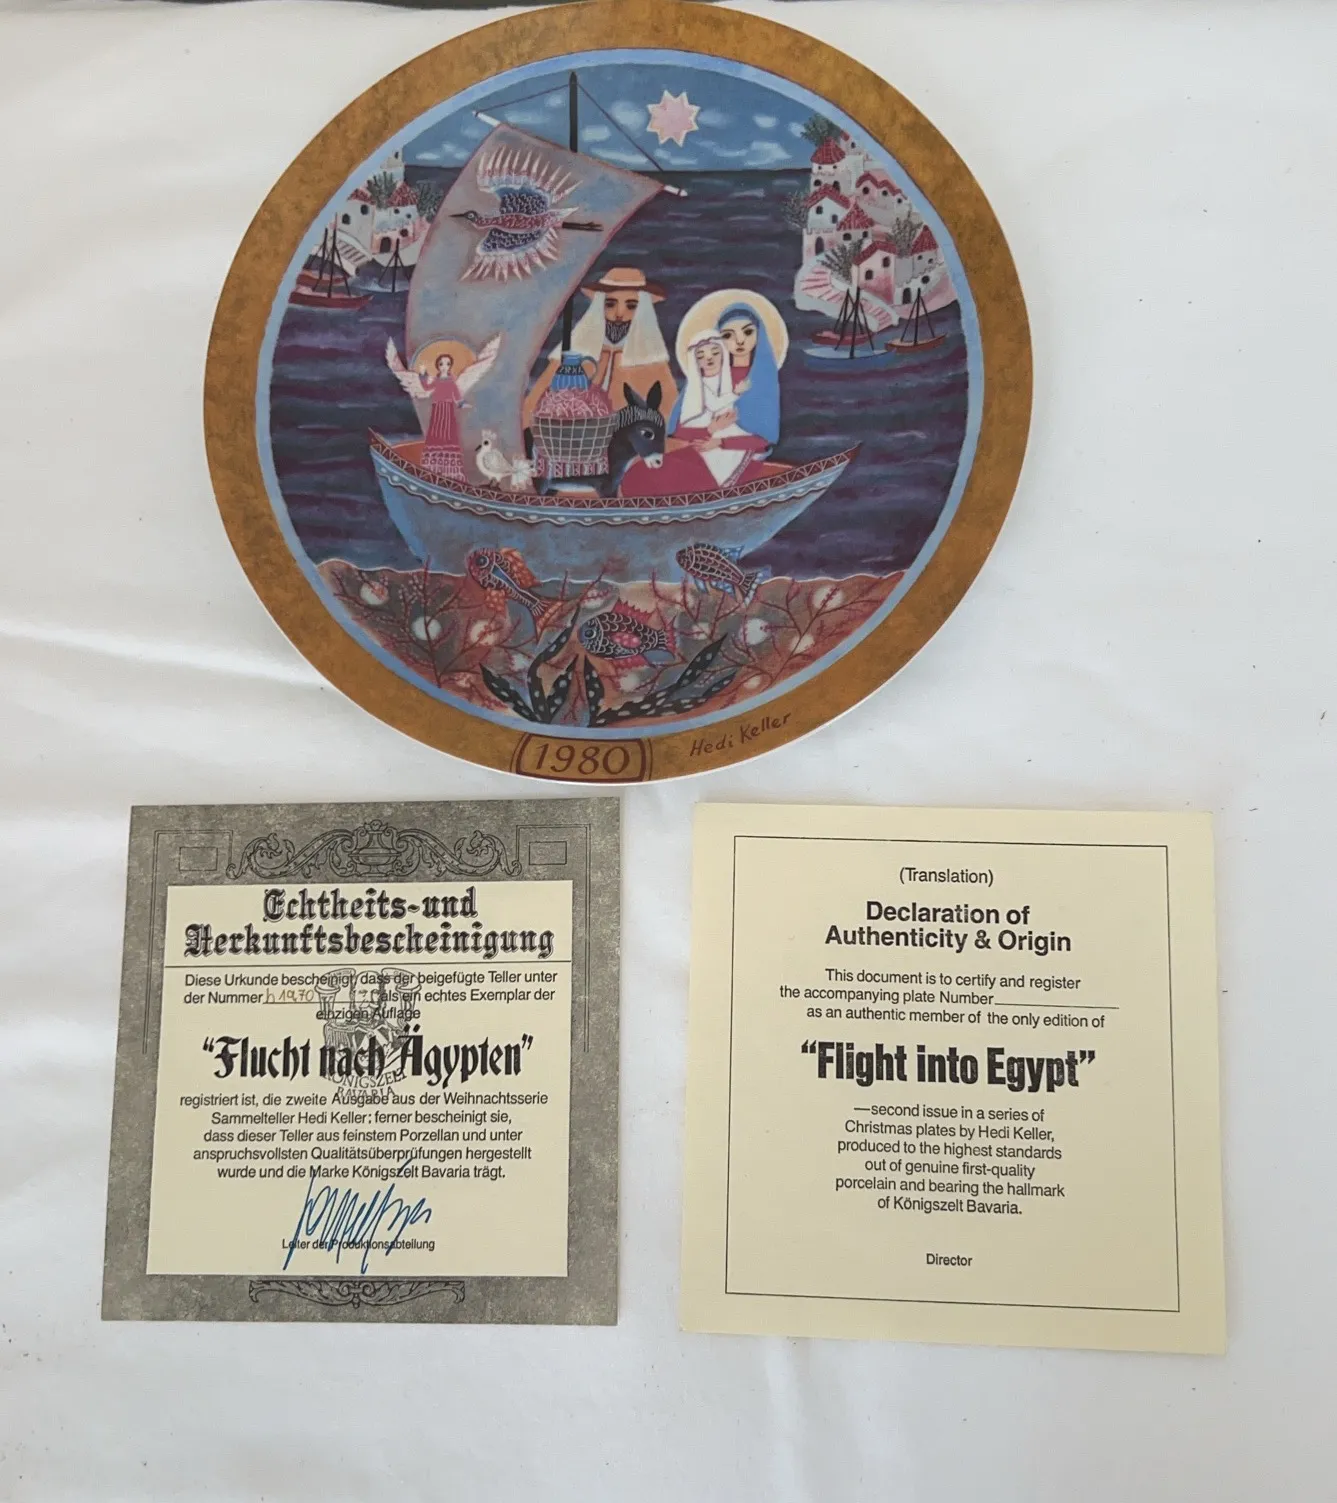 1980
Hedi Keller
Echtheits-und
Herkunftsbescheinigung
Diese Urkunde bescheinigt, dass der beigefügte Teller unter
der Nummer als ein echtes Exemplar der
einzigen Auflage
“Flucht nach Ägypten”
registriert ist, die zweite Ausgabe aus der Weihnachtsserie
Sammelteller Hedi Keller; ferner bescheinigt sie,
dass dieser Teller aus feinstem Porzellan und unter
anspruchsvollsten Qualitätsüberprüfungen hergestellt
wurde und die Marke Königszelt Bavaria trägt.
Leiter der Produktionsabteilung
KÖNIGSZELT
BAVARIA
(Translation)
Declaration of
Authenticity & Origin
This document is to certify and register
the accompanying plate Number
as an authentic member of the only edition of
“Flight into Egypt”
—second issue in a series of
Christmas plates by Hedi Keller,
produced to the highest standards
out of genuine first-quality
porcelain and bearing the hallmark
of Königszelt Bavaria.
Director